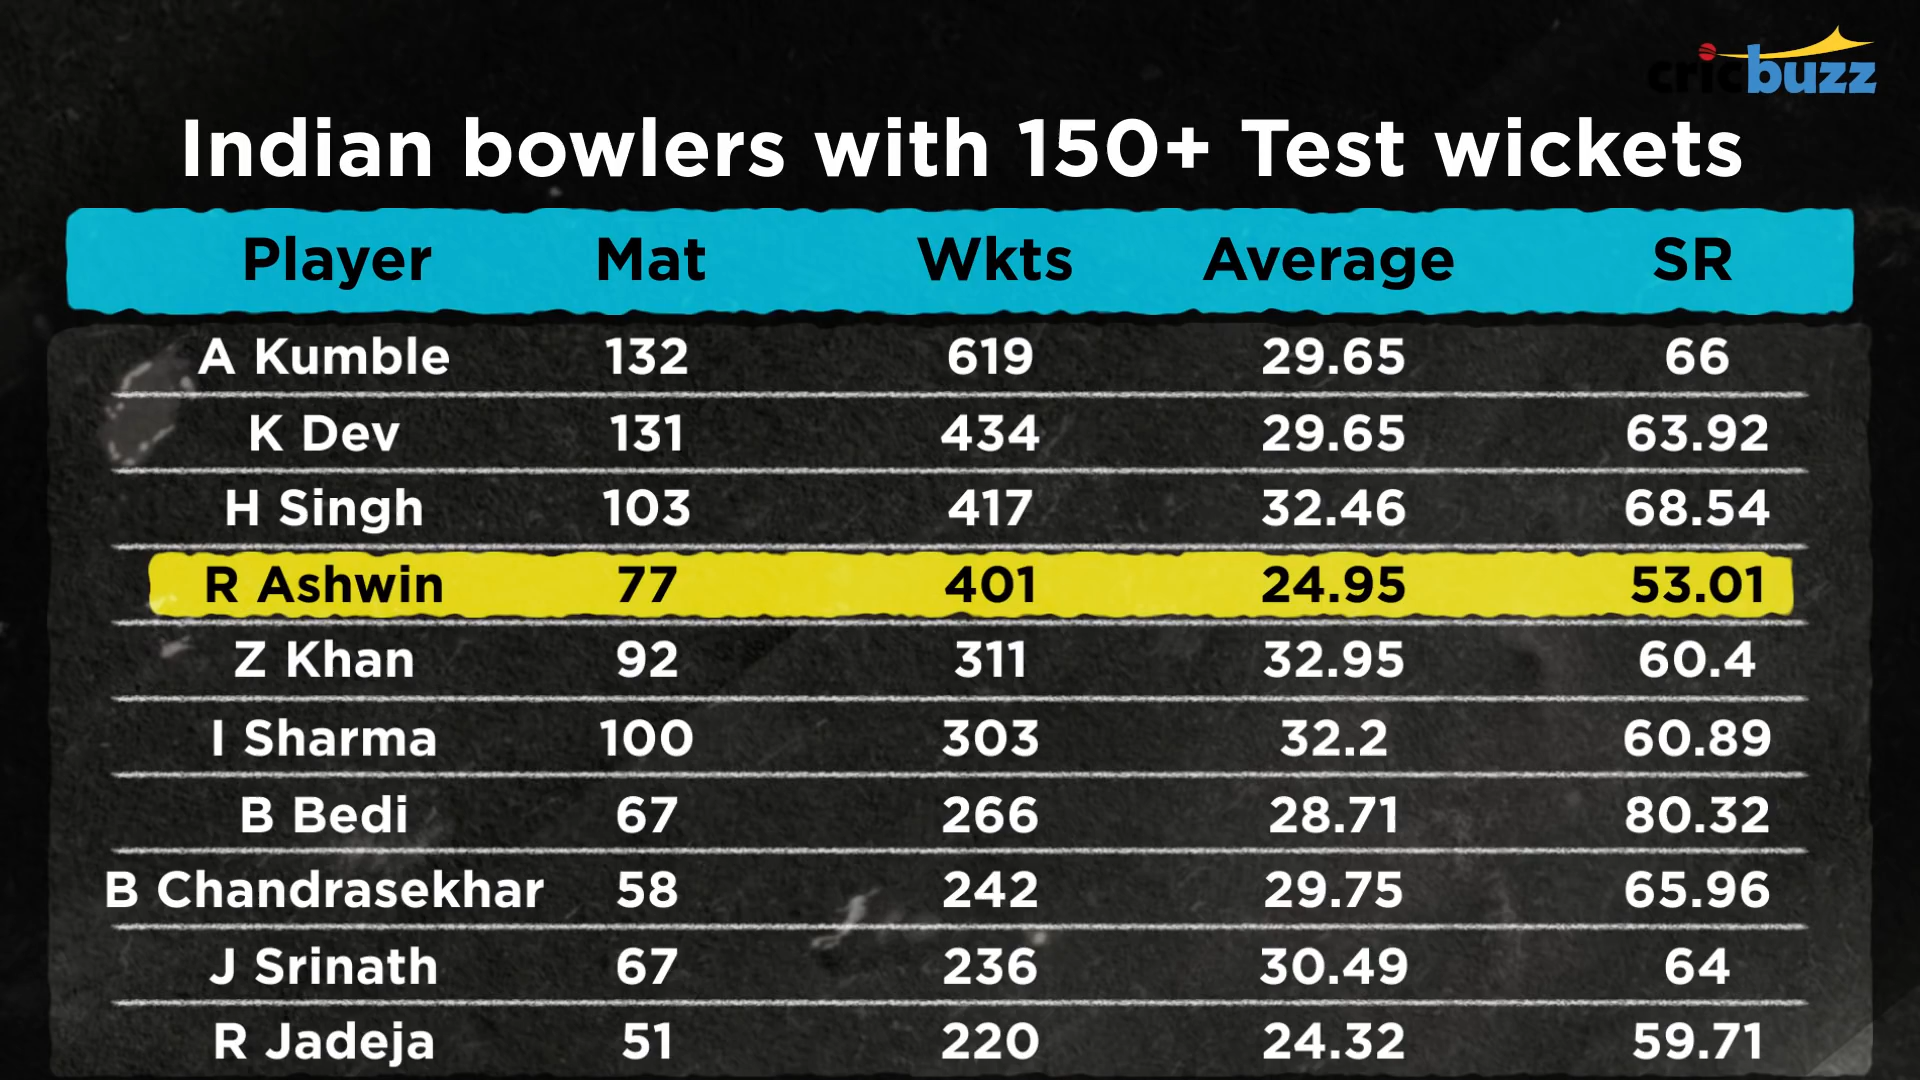 cricbuzz
Indian bowlers with 150+ Test wickets
Player Mat Wkts Average SR
A Kumble 132 619 29.65 66
K Dev 131 434 29.65 63.92
H Singh 103 417 32.46 68.54
R Ashwin 77 401 24.95 53.01
Z Khan 92 311 32.95 60.4
I Sharma 100 303 32.2 60.89
B Bedi 67 266 28.71 80.32
B Chandrasekhar 58 242 29.75 65.96
J Srinath 67 236 30.49 64
R Jadeja 51 220 24.32 59.71